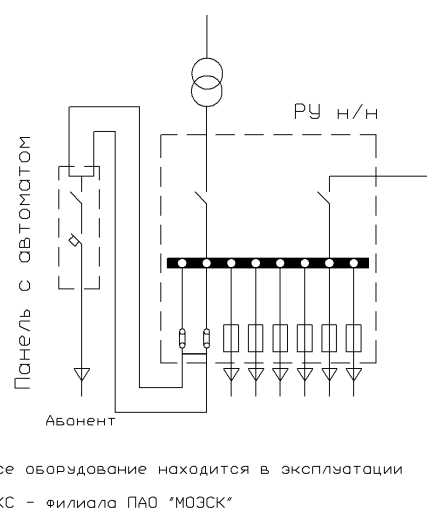 РУ н/н
Панель с автоматом
Абонент
се оборудование находится в эксплуатации
КС - филиала ПАО "МОЭСК"